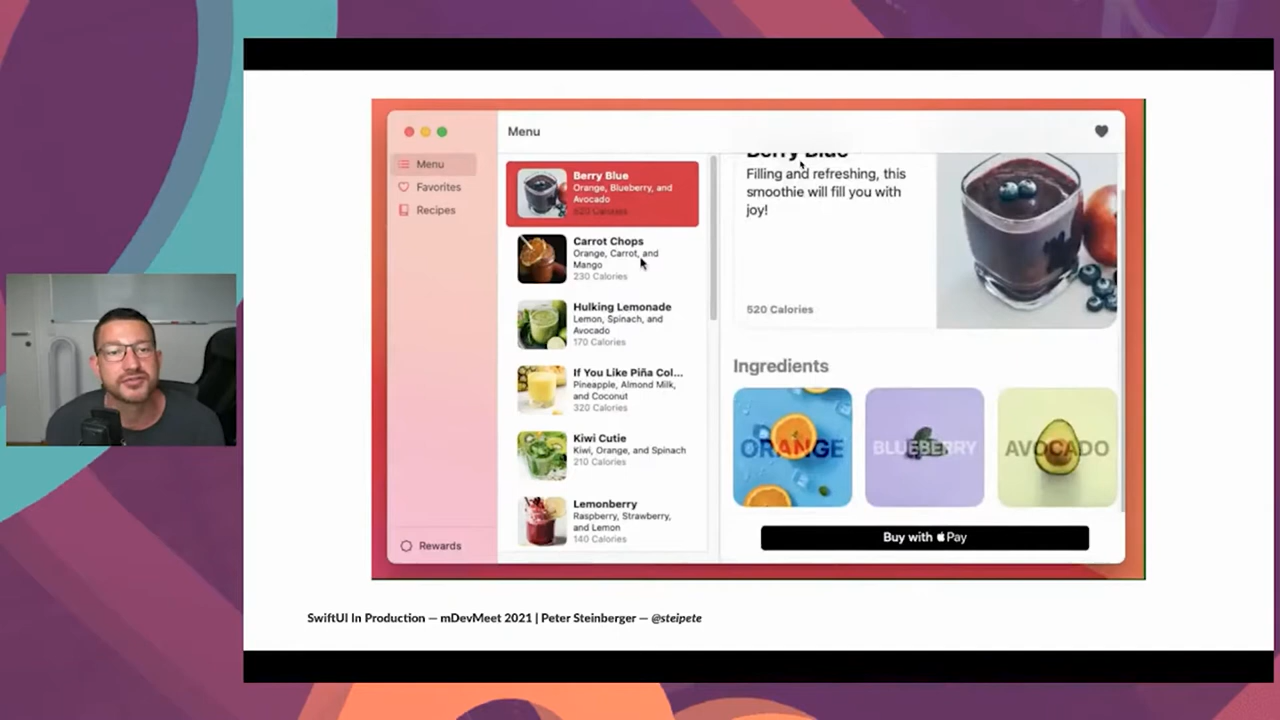 Menu
Menu
Favorites
Recipes
Rewards
Berry Blue
Orange, Blueberry, and
Avocado
520 Calories
Carrot Chops
Orange, Carrot, and
Mango
230 Calories
Hulking Lemonade
Lemon, Spinach, and
Avocado
170 Calories
If You Like Piña Col...
Pineapple, Almond Milk,
and Coconut
320 Calories
Kiwi Cutie
Kiwi, Orange, and Spinach
210 Calories
Lemonberry
Raspberry, Strawberry,
and Lemon
140 Calories
Berry Blue
Filling and refreshing, this
smoothie will fill you with
joy!
520 Calories
Ingredients
ORANGE
BLUEBERRY
AVOCADO
Buy with Pay
SwiftUI In Production — mDevMeet 2021 | Peter Steinberger — @steipete